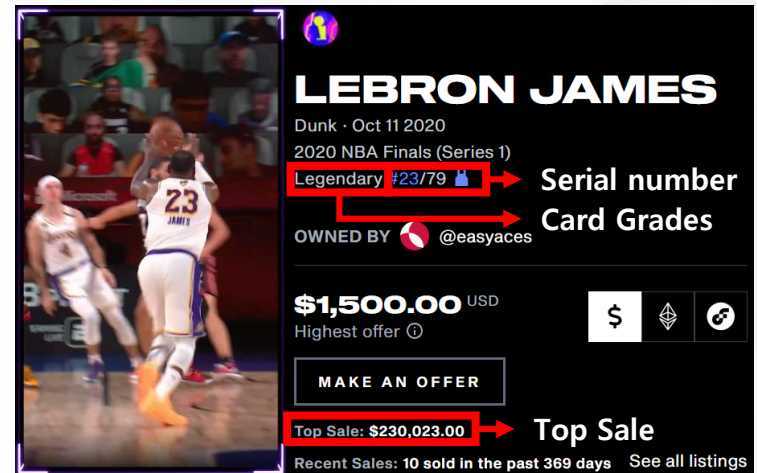 LEBRON JAMES
Dunk · Oct 11 2020
2020 NBA Finals (Series 1)
Legendary #23/79
Serial number
Card Grades
OWNED BY @easyaces
$1,500.00 USD
Highest offer
MAKE AN OFFER
Top Sale: $230,023.00
Top Sale
Recent Sales: 10 sold in the past 369 days See all listings
23
JAMES
4
Microsoft